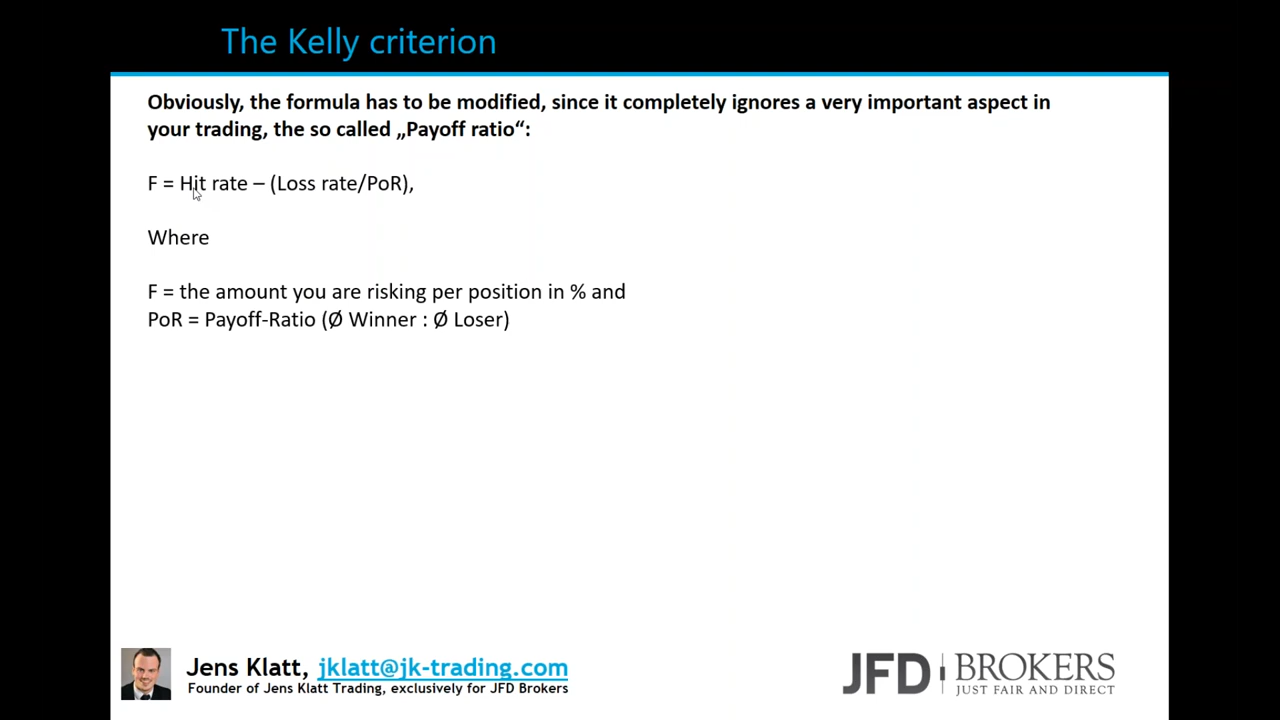 The Kelly criterion
Obviously, the formula has to be modified, since it completely ignores a very important aspect in
your trading, the so called „Payoff ratio“:
F = Hit rate – (Loss rate/PoR),
Where
F = the amount you are risking per position in % and
PoR = Payoff-Ratio (Ø Winner : Ø Loser)
Jens Klatt, jklatt@jk-trading.com
Founder of Jens Klatt Trading, exclusively for JFD Brokers
JFD BROKERS
JUST FAIR AND DIRECT